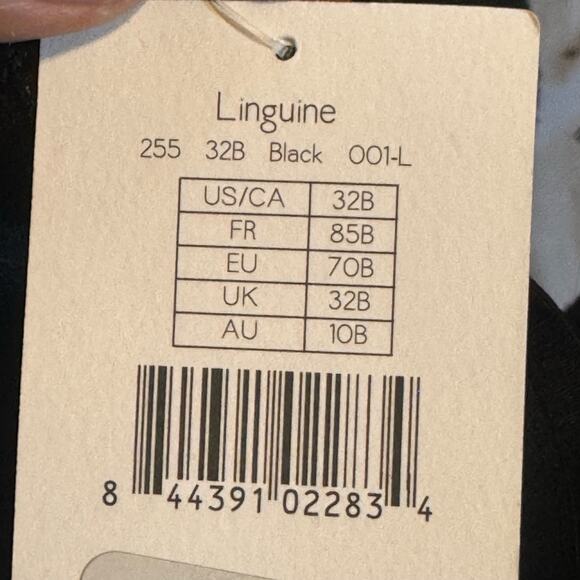 Linguine
255 32B Black 001-L
US/CA 32B
FR 85B
EU 70B
UK 32B
AU 10B
8 44391 02283 4